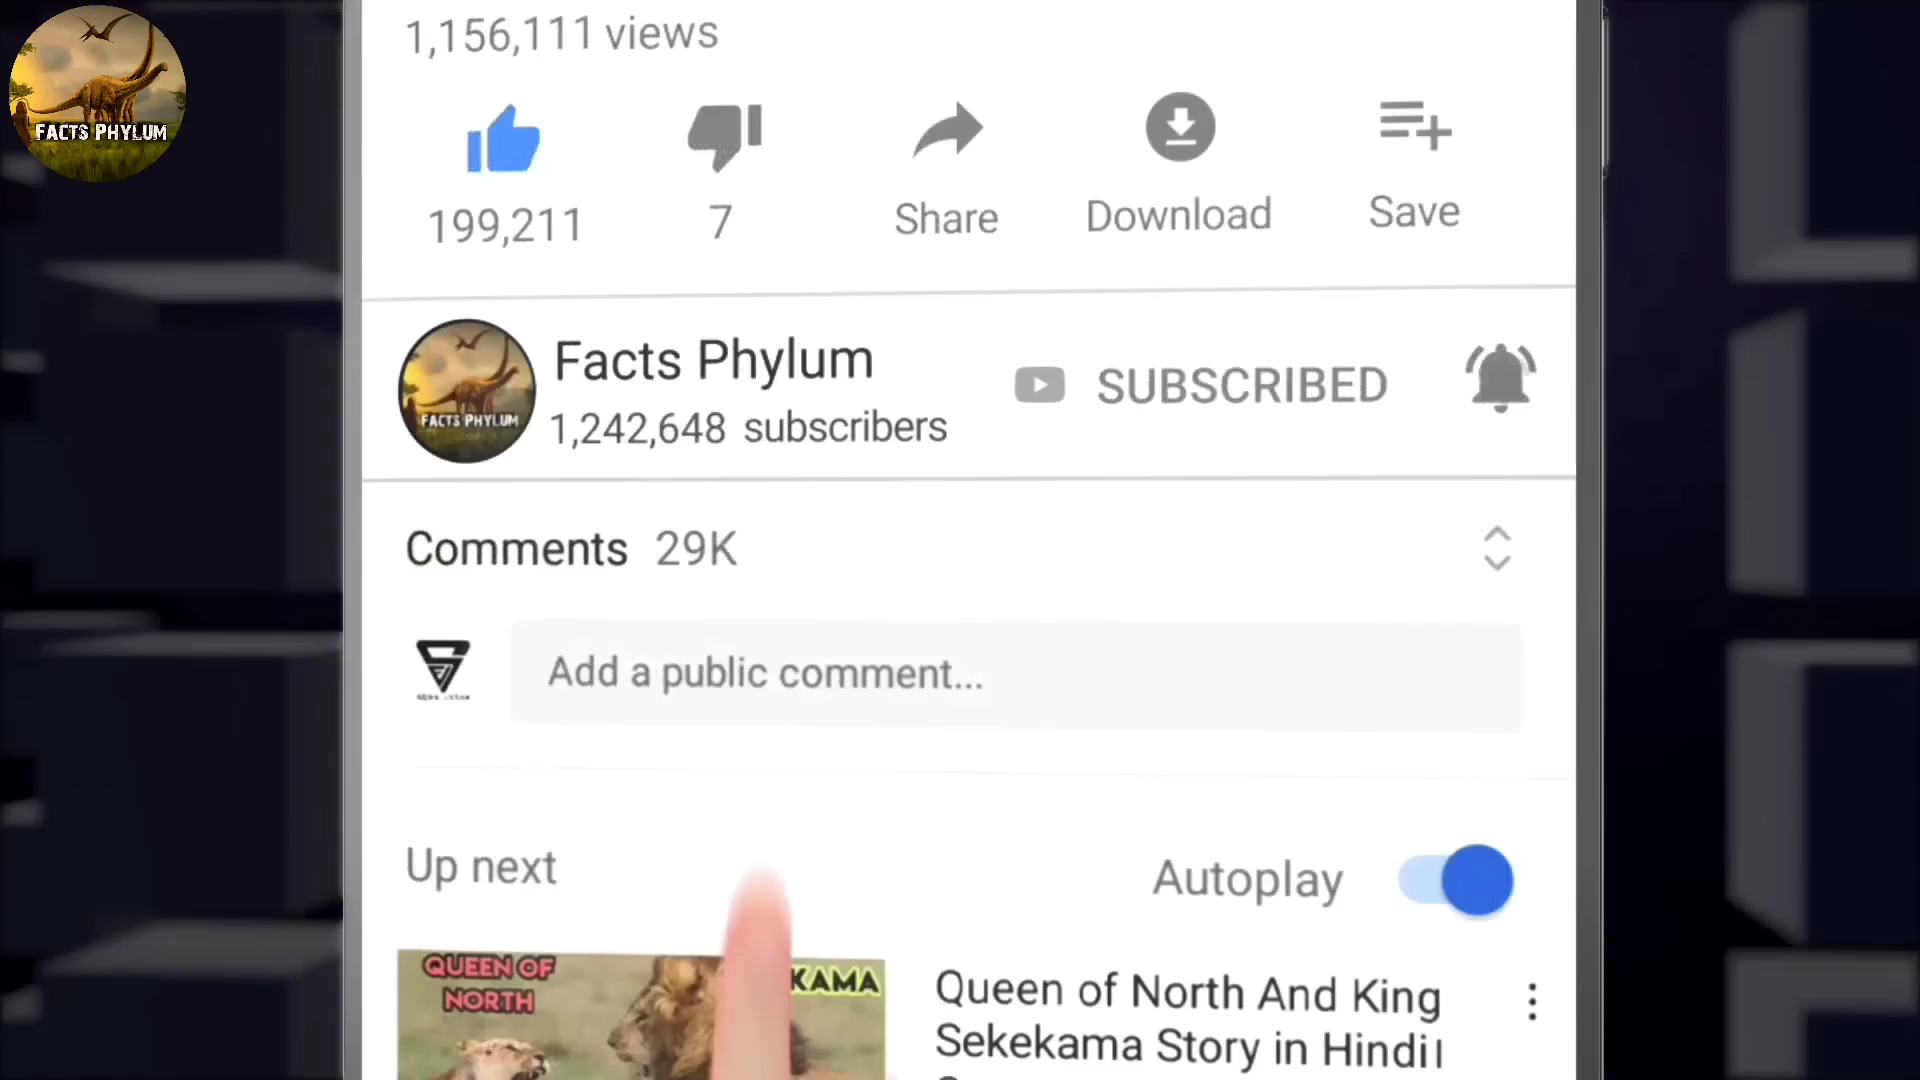 FACTS PHYLUM
1,156,111 views
199,211
7
Share
Download
Save
Facts Phylum
1,242,648 subscribers
SUBSCRIBED
FACTS PHYLUM
Comments 29K
Add a public comment...
Up next
Autoplay
QUEEN OF
NORTH
KAMA
Queen of North And King
Sekekama Story in Hindi।